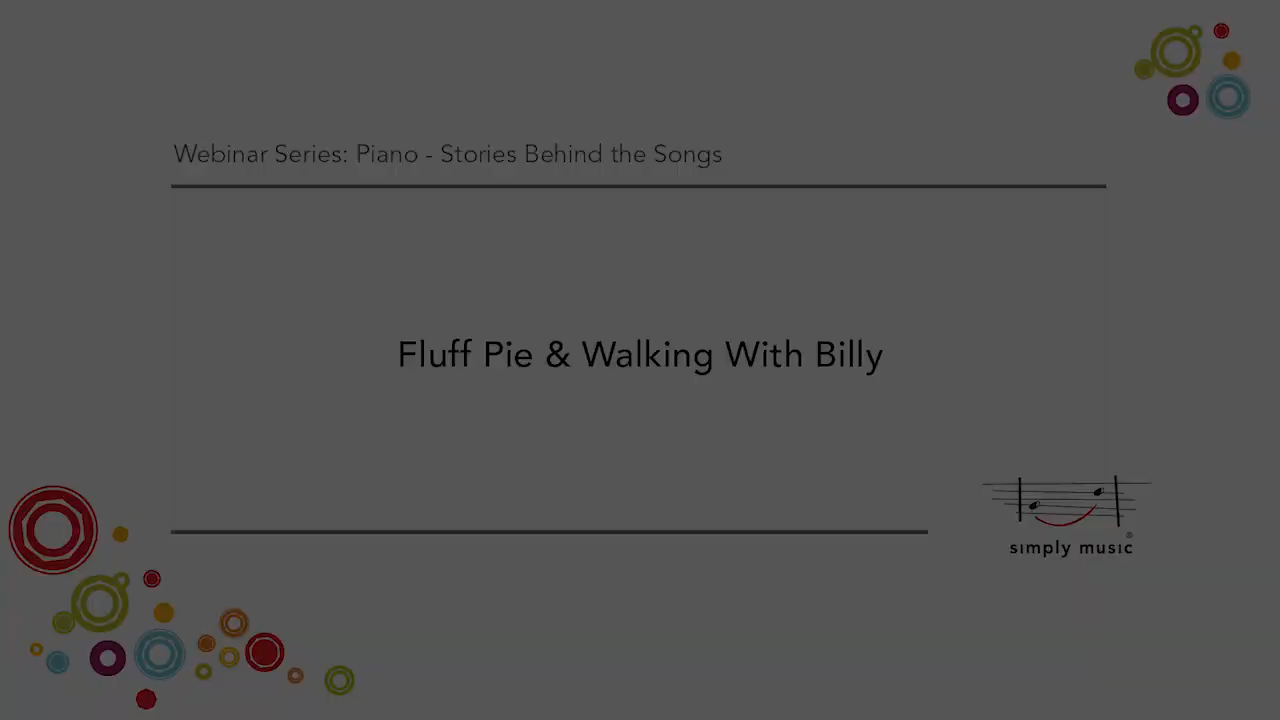 Webinar Series: Piano - Stories Behind the Songs
Fluff Pie & Walking With Billy
simply music®